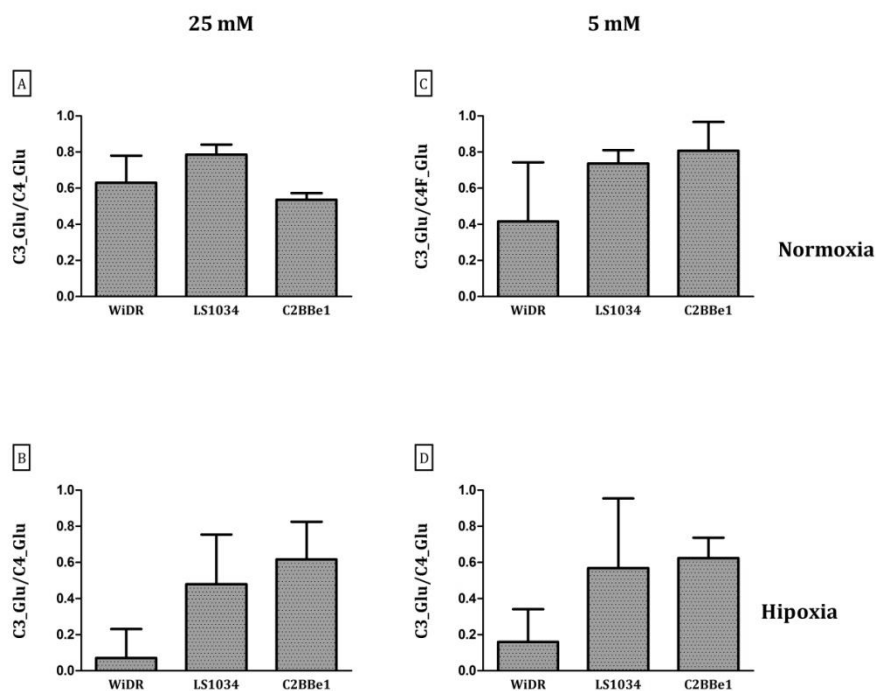 25 mM
5 mM
A
C3_Glu/C4_Glu
1.0
0.8
0.6
0.4
0.2
0.0
WiDR LS1034 C2BBe1
C
C3_Glu/C4F_Glu
1.0
0.8
0.6
0.4
0.2
0.0
WiDR LS1034 C2BBe1
Normoxia
B
C3_Glu/C4_Glu
1.0
0.8
0.6
0.4
0.2
0.0
WiDR LS1034 C2BBe1
D
C3_Glu/C4_Glu
1.0
0.8
0.6
0.4
0.2
0.0
WiDR LS1034 C2BBe1
Hipoxia